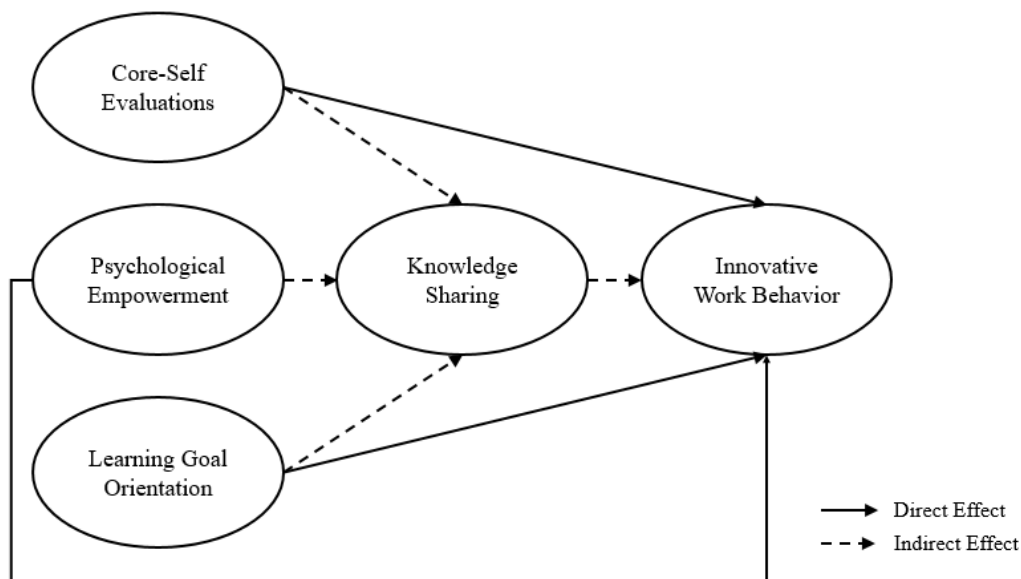 Core-Self
Evaluations
Psychological
Empowerment
Knowledge
Sharing
Innovative
Work Behavior
Learning Goal
Orientation
Direct Effect
Indirect Effect